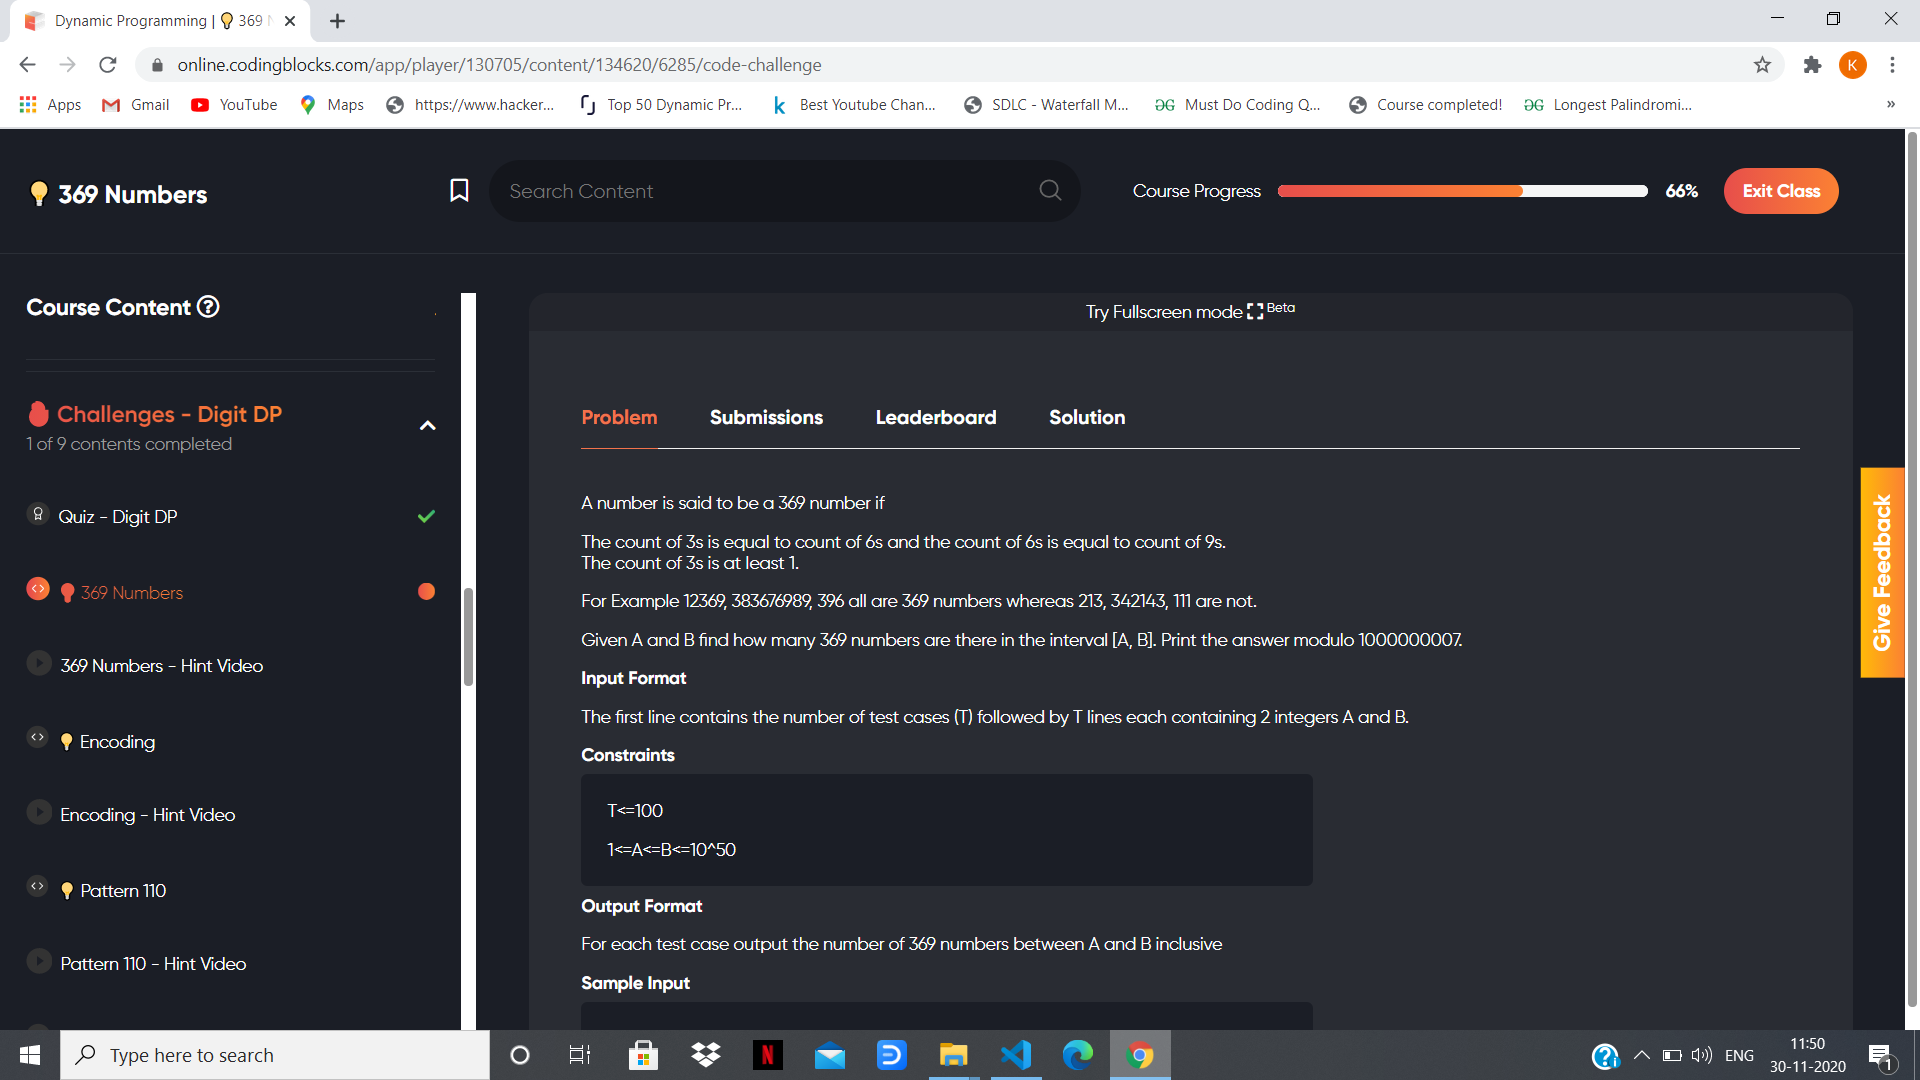 Dynamic Programming | 369 N
online.codingblocks.com/app/player/130705/content/134620/6285/code-challenge
K
Apps Gmail YouTube Maps https://www.hacker... Top 50 Dynamic Pr... Best Youtube Chan... SDLC - Waterfall M... Must Do Coding Q... Course completed! Longest Palindromi... »
369 Numbers
Search Content
Course Progress 66% Exit Class
Course Content
Try Fullscreen mode Beta
Challenges - Digit DP
1 of 9 contents completed
Quiz - Digit DP
369 Numbers
369 Numbers - Hint Video
Encoding
Encoding - Hint Video
Pattern 110
Pattern 110 - Hint Video
Problem Submissions Leaderboard Solution
A number is said to be a 369 number if
The count of 3s is equal to count of 6s and the count of 6s is equal to count of 9s.
The count of 3s is at least 1.
For Example 12369, 383676989, 396 all are 369 numbers whereas 213, 342143, 111 are not.
Given A and B find how many 369 numbers are there in the interval [A, B]. Print the answer modulo 1000000007.
Input Format
The first line contains the number of test cases (T) followed by T lines each containing 2 integers A and B.
Constraints
T<=100
1<=A<=B<=10^50
Output Format
For each test case output the number of 369 numbers between A and B inclusive
Sample Input
Give Feedback
Type here to search
ENG
11:50
30-11-2020
1